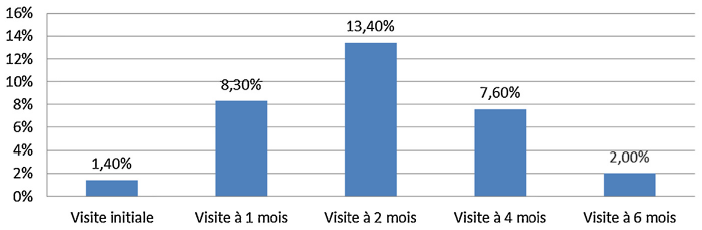 16%
14%
12%
10%
8%
6%
4%
2%
0%
1,40%
8,30%
13,40%
7,60%
2,00%
Visite initiale
Visite à 1 mois
Visite à 2 mois
Visite à 4 mois
Visite à 6 mois